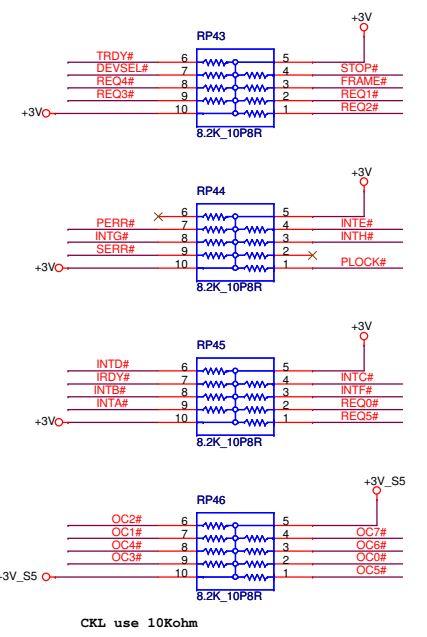 +3V
RP43
TRDY# 6 5
DEVSEL# 7 4 STOP#
REQ4# 8 3 FRAME#
REQ3# 9 2 REQ1#
+3V 10 1 REQ2#
8.2K_10P8R
+3V
RP44
6 5
PERR# 7 4 INTE#
INTG# 8 3 INTH#
SERR# 9 2
+3V 10 1 PLOCK#
8.2K_10P8R
+3V
RP45
INTD# 6 5
IRDY# 7 4 INTC#
INTB# 8 3 INTF#
INTA# 9 2 REQ0#
+3V 10 1 REQ5#
8.2K_10P8R
+3V_S5
RP46
OC2# 6 5
OC1# 7 4 OC7#
OC4# 8 3 OC6#
OC3# 9 2 OC0#
+3V_S5 10 1 OC5#
8.2K_10P8R
CKL use 10Kohm